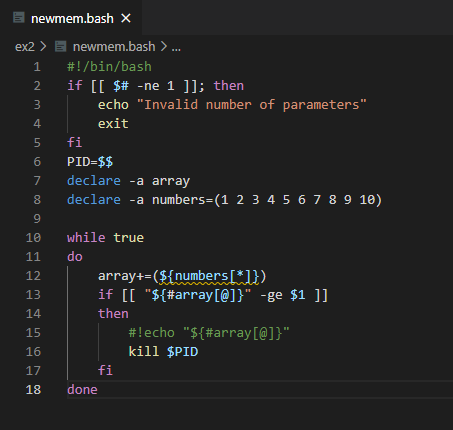 newmem.bash ×
ex2 > newmem.bash > ...
1 #!/bin/bash
2 if [[ $# -ne 1 ]]; then
3     echo "Invalid number of parameters"
4     exit
5 fi
6 PID=$$
7 declare -a array
8 declare -a numbers=(1 2 3 4 5 6 7 8 9 10)
9
10 while true
11 do
12     array+=(${numbers[*]})
13     if [[ "${#array[@]}" -ge $1 ]]
14     then
15         #!echo "${#array[@]}"
16         kill $PID
17     fi
18 done